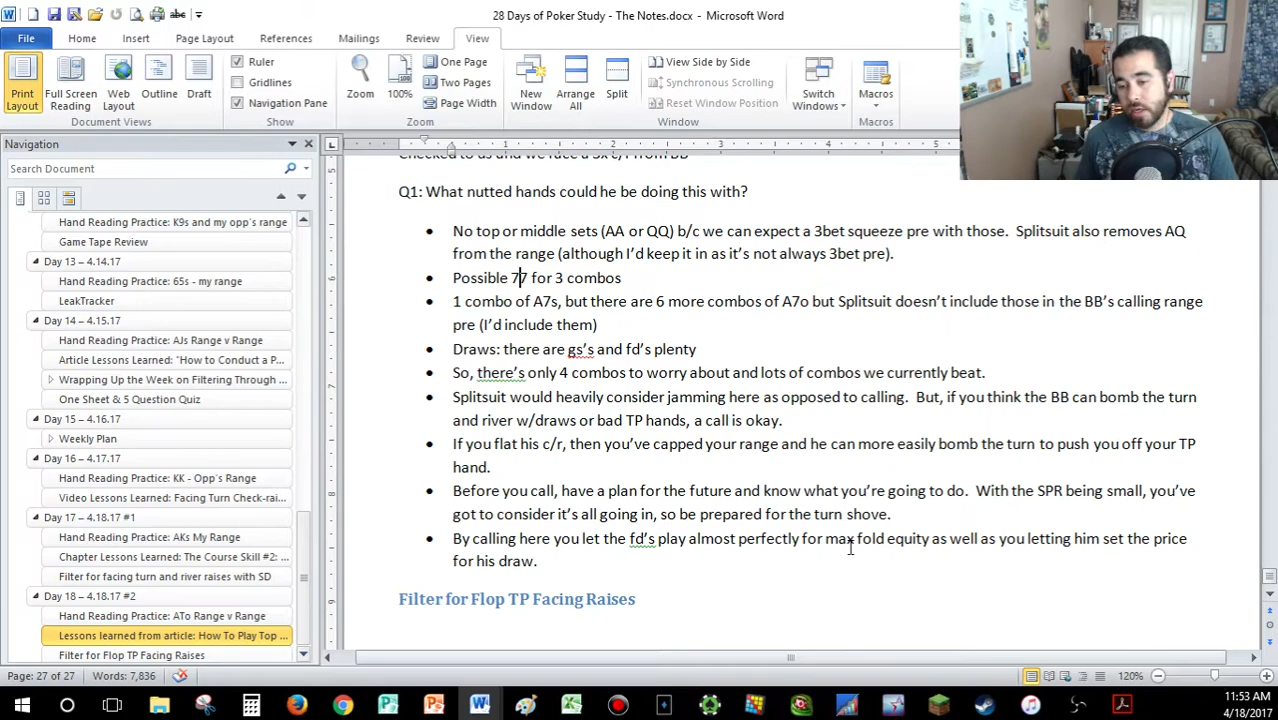 28 Days of Poker Study - The Notes.docx - Microsoft Word
File
Home
Insert
Page Layout
References
Mailings
Review
View
Print Layout
Full Screen Reading
Web Layout
Outline
Draft
Document Views
Ruler
Gridlines
Navigation Pane
Show
Zoom
100%
One Page
Two Pages
Page Width
Zoom
New Window
Arrange All
Split
View Side by Side
Synchronous Scrolling
Reset Window Position
Window
Switch Windows
Macros
Macros
Navigation
Search Document
Hand Reading Practice: K9s and my opp's range
Game Tape Review
Day 13 – 4.14.17
Hand Reading Practice: 65s - my range
LeakTracker
Day 14 – 4.15.17
Hand Reading Practice: AJs Range v Range
Article Lessons Learned: "How to Conduct a P...
Wrapping Up the Week on Filtering Through ...
One Sheet & 5 Question Quiz
Day 15 – 4.16.17
Weekly Plan
Day 16 – 4.17.17
Hand Reading Practice: KK - Opp's Range
Video Lessons Learned: Facing Turn Check-rai...
Day 17 – 4.18.17 #1
Hand Reading Practice: AKs My Range
Chapter Lessons Learned: The Course Skill #2: ...
Filter for facing turn and river raises with SD
Day 18 – 4.18.17 #2
Hand Reading Practice: ATo Range v Range
Lessons learned from article: How To Play Top ...
Filter for Flop TP Facing Raises
1
2
3
4
5
Checked to us and we face a 3x c/r from BB
Q1: What nutted hands could he be doing this with?
• No top or middle sets (AA or QQ) b/c we can expect a 3bet squeeze pre with those. Splitsuit also removes AQ
from the range (although I'd keep it in as it's not always 3bet pre).
• Possible 77 for 3 combos
• 1 combo of A7s, but there are 6 more combos of A7o but Splitsuit doesn't include those in the BB's calling range
pre (I'd include them)
• Draws: there are gs's and fd's plenty
• So, there's only 4 combos to worry about and lots of combos we currently beat.
• Splitsuit would heavily consider jamming here as opposed to calling. But, if you think the BB can bomb the turn
and river w/draws or bad TP hands, a call is okay.
• If you flat his c/r, then you've capped your range and he can more easily bomb the turn to push you off your TP
hand.
• Before you call, have a plan for the future and know what you're going to do. With the SPR being small, you've
got to consider it's all going in, so be prepared for the turn shove.
• By calling here you let the fd's play almost perfectly for max fold equity as well as you letting him set the price
for his draw.
Filter for Flop TP Facing Raises
Page: 27 of 27
Words: 7,836
120%
11:53 AM
4/18/2017